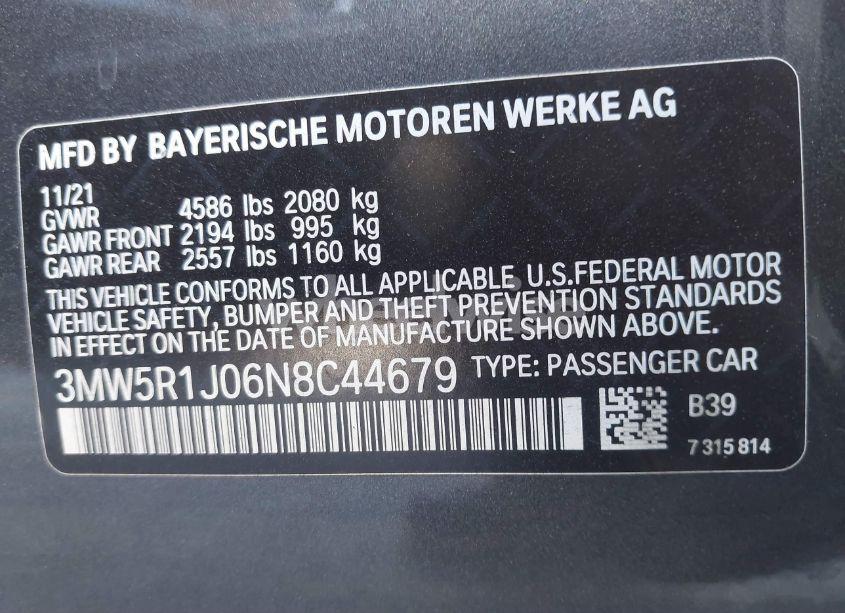 MFD BY BAYERISCHE MOTOREN WERKE AG
11/21
GVWR 4586 lbs 2080 kg
GAWR FRONT 2194 lbs 995 kg
GAWR REAR 2557 lbs 1160 kg
THIS VEHICLE CONFORMS TO ALL APPLICABLE U.S.FEDERAL MOTOR
VEHICLE SAFETY, BUMPER AND THEFT PREVENTION STANDARDS
IN EFFECT ON THE DATE OF MANUFACTURE SHOWN ABOVE.
3MW5R1J06N8C44679 TYPE: PASSENGER CAR
B39
7 315 814